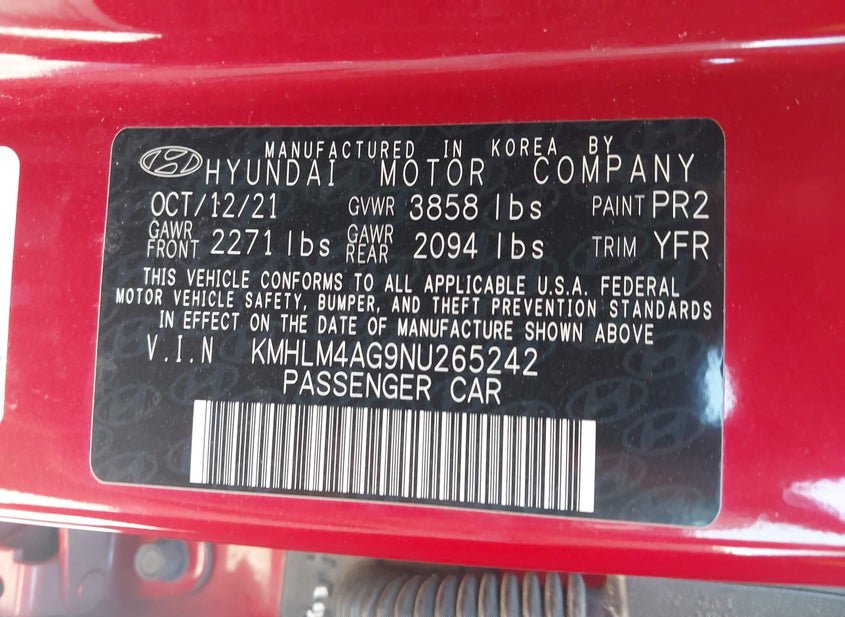 MANUFACTURED IN KOREA BY
HYUNDAI MOTOR COMPANY
OCT/12/21 GVWR 3858 lbs PAINT PR2
GAWR FRONT 2271 lbs GAWR REAR 2094 lbs TRIM YFR
THIS VEHICLE CONFORMS TO ALL APPLICABLE U.S.A. FEDERAL
MOTOR VEHICLE SAFETY, BUMPER, AND THEFT PREVENTION STANDARDS
IN EFFECT ON THE DATE OF MANUFACTURE SHOWN ABOVE
V.I.N KMHLM4AG9NU265242
PASSENGER CAR